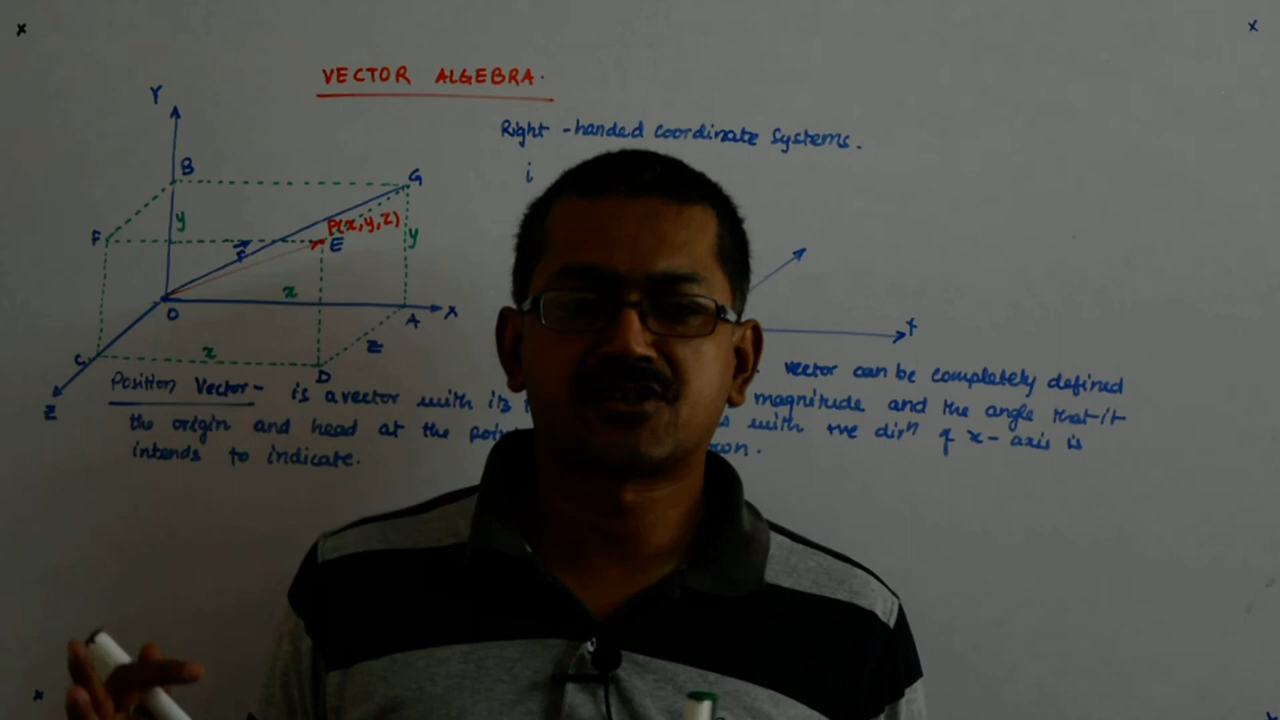 VECTOR ALGEBRA.
Right-handed coordinate systems.
i
Y
B
G
y
P(x,y,z)
F
E
y
r
x
O
A
X
z
C
x
D
Z
x
Position Vector- is a vector with its
the origin and head at the
intends to indicate.
vector can be completely defined
magnitude and the angle that it
with +ve dirn of x-axis is